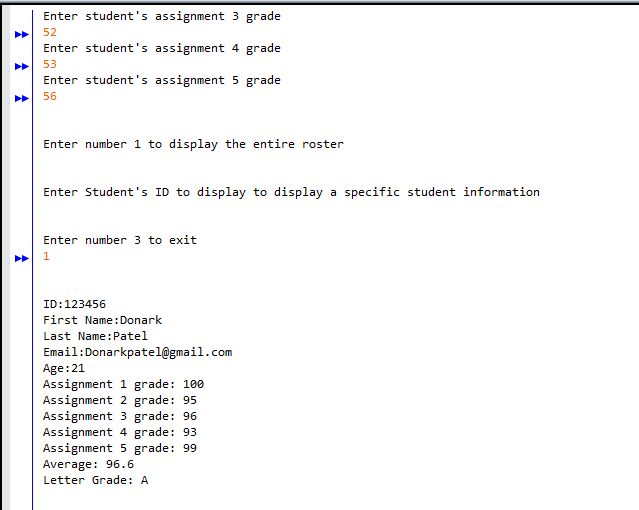 Enter student's assignment 3 grade
52
Enter student's assignment 4 grade
53
Enter student's assignment 5 grade
56
Enter number 1 to display the entire roster
Enter Student's ID to display to display a specific student information
Enter number 3 to exit
1
ID:123456
First Name:Donark
Last Name:Patel
Email:Donarkpatel@gmail.com
Age:21
Assignment 1 grade: 100
Assignment 2 grade: 95
Assignment 3 grade: 96
Assignment 4 grade: 93
Assignment 5 grade: 99
Average: 96.6
Letter Grade: A